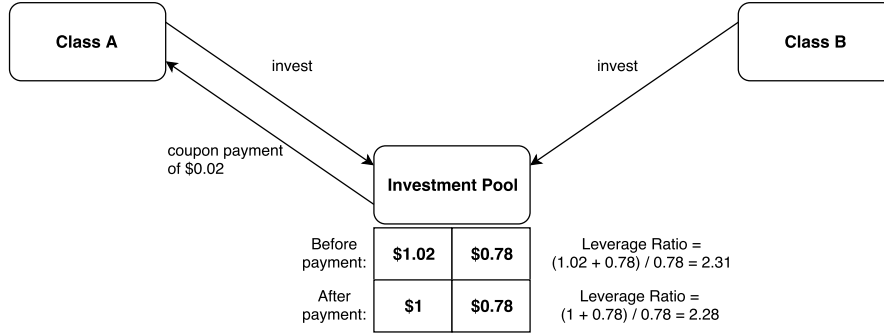 Class A
Class B
invest
invest
coupon payment
of $0.02
Investment Pool
Before
payment:
$1.02
$0.78
Leverage Ratio =
(1.02 + 0.78) / 0.78 = 2.31
After
payment:
$1
$0.78
Leverage Ratio =
(1 + 0.78) / 0.78 = 2.28